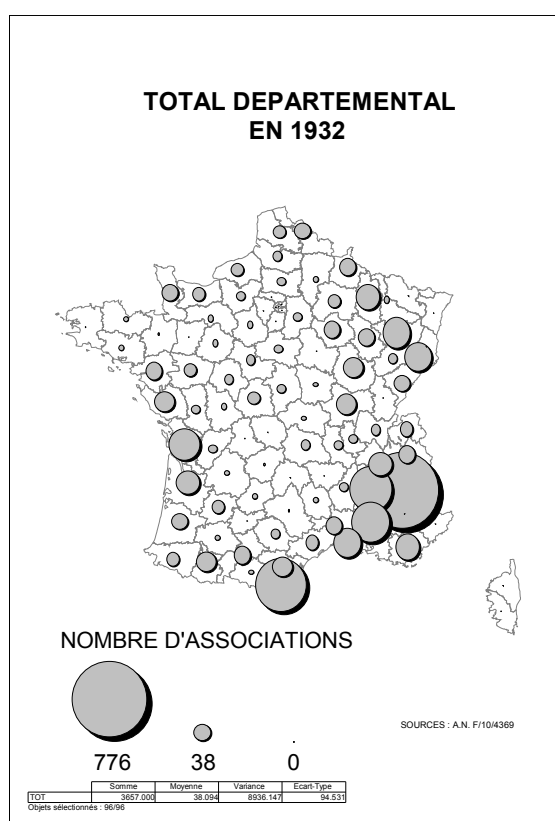 TOTAL DEPARTEMENTAL
EN 1932
NOMBRE D'ASSOCIATIONS
SOURCES : A.N. F/10/4369
776 38 0
Somme Moyenne Variance Ecart-Type
TOT 3657.000 38.094 8936.147 94.531
Objets sélectionnés : 96/96